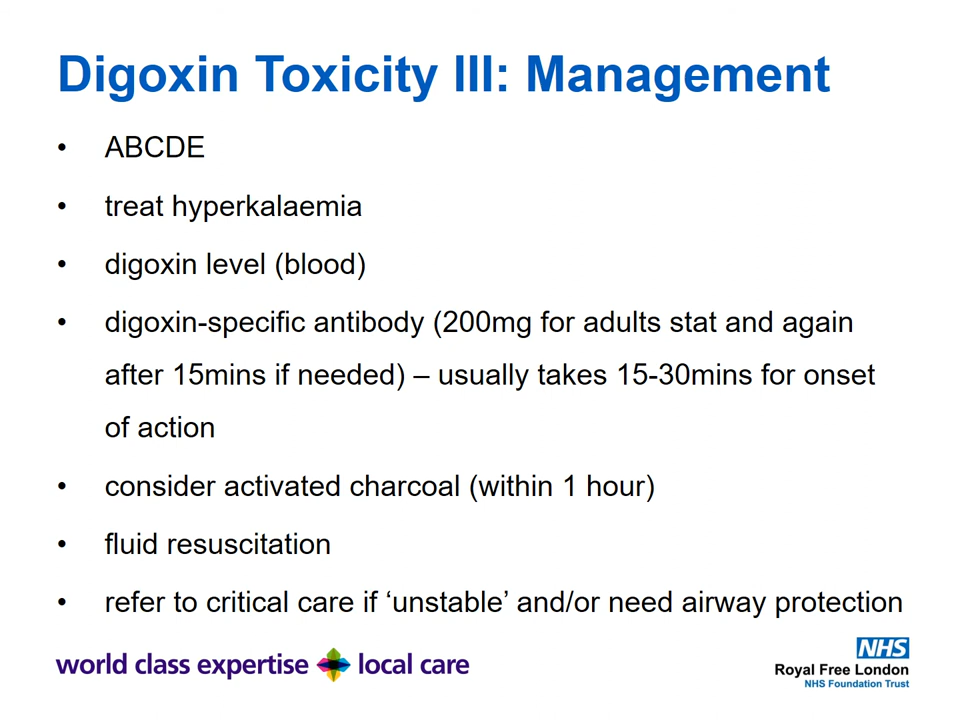 Digoxin Toxicity III: Management
• ABCDE
• treat hyperkalaemia
• digoxin level (blood)
• digoxin-specific antibody (200mg for adults stat and again
after 15mins if needed) – usually takes 15-30mins for onset
of action
• consider activated charcoal (within 1 hour)
• fluid resuscitation
• refer to critical care if ‘unstable’ and/or need airway protection
world class expertise local care
NHS
Royal Free London
NHS Foundation Trust